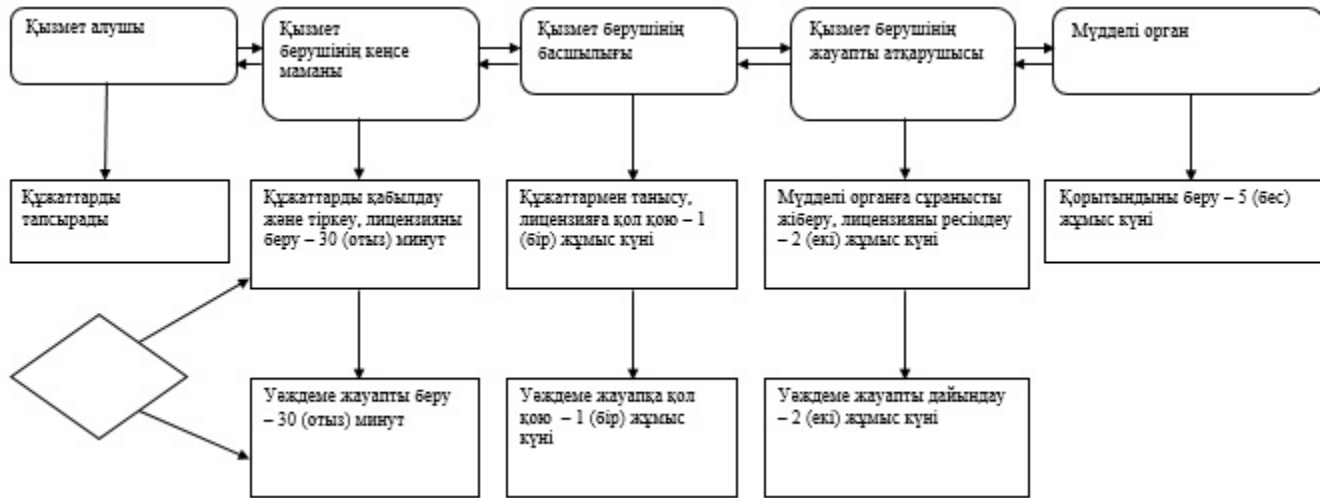 Қызмет алушы
Қызмет
берушінің кеңсе
маманы
Қызмет берушінің
басшылығы
Қызмет берушінің
жауапты атқарушысы
Мүдделі орган
Құжаттарды
тапсырады
Құжаттарды қабылдау
және тіркеу, лицензияны
беру – 30 (отыз) минут
Құжаттармен танысу,
лицензияға қол қою – 1
(бір) жұмыс күні
Мүдделі органға сұранысты
жіберу, лицензияны ресімдеу
– 2 (екі) жұмыс күні
Қорытындыны беру – 5 (бес)
жұмыс күні
Уәждеме жауапты беру
– 30 (отыз) минут
Уәждеме жауапқа қол
қою – 1 (бір) жұмыс
күні
Уәждеме жауапты дайындау
– 2 (екі) жұмыс күні